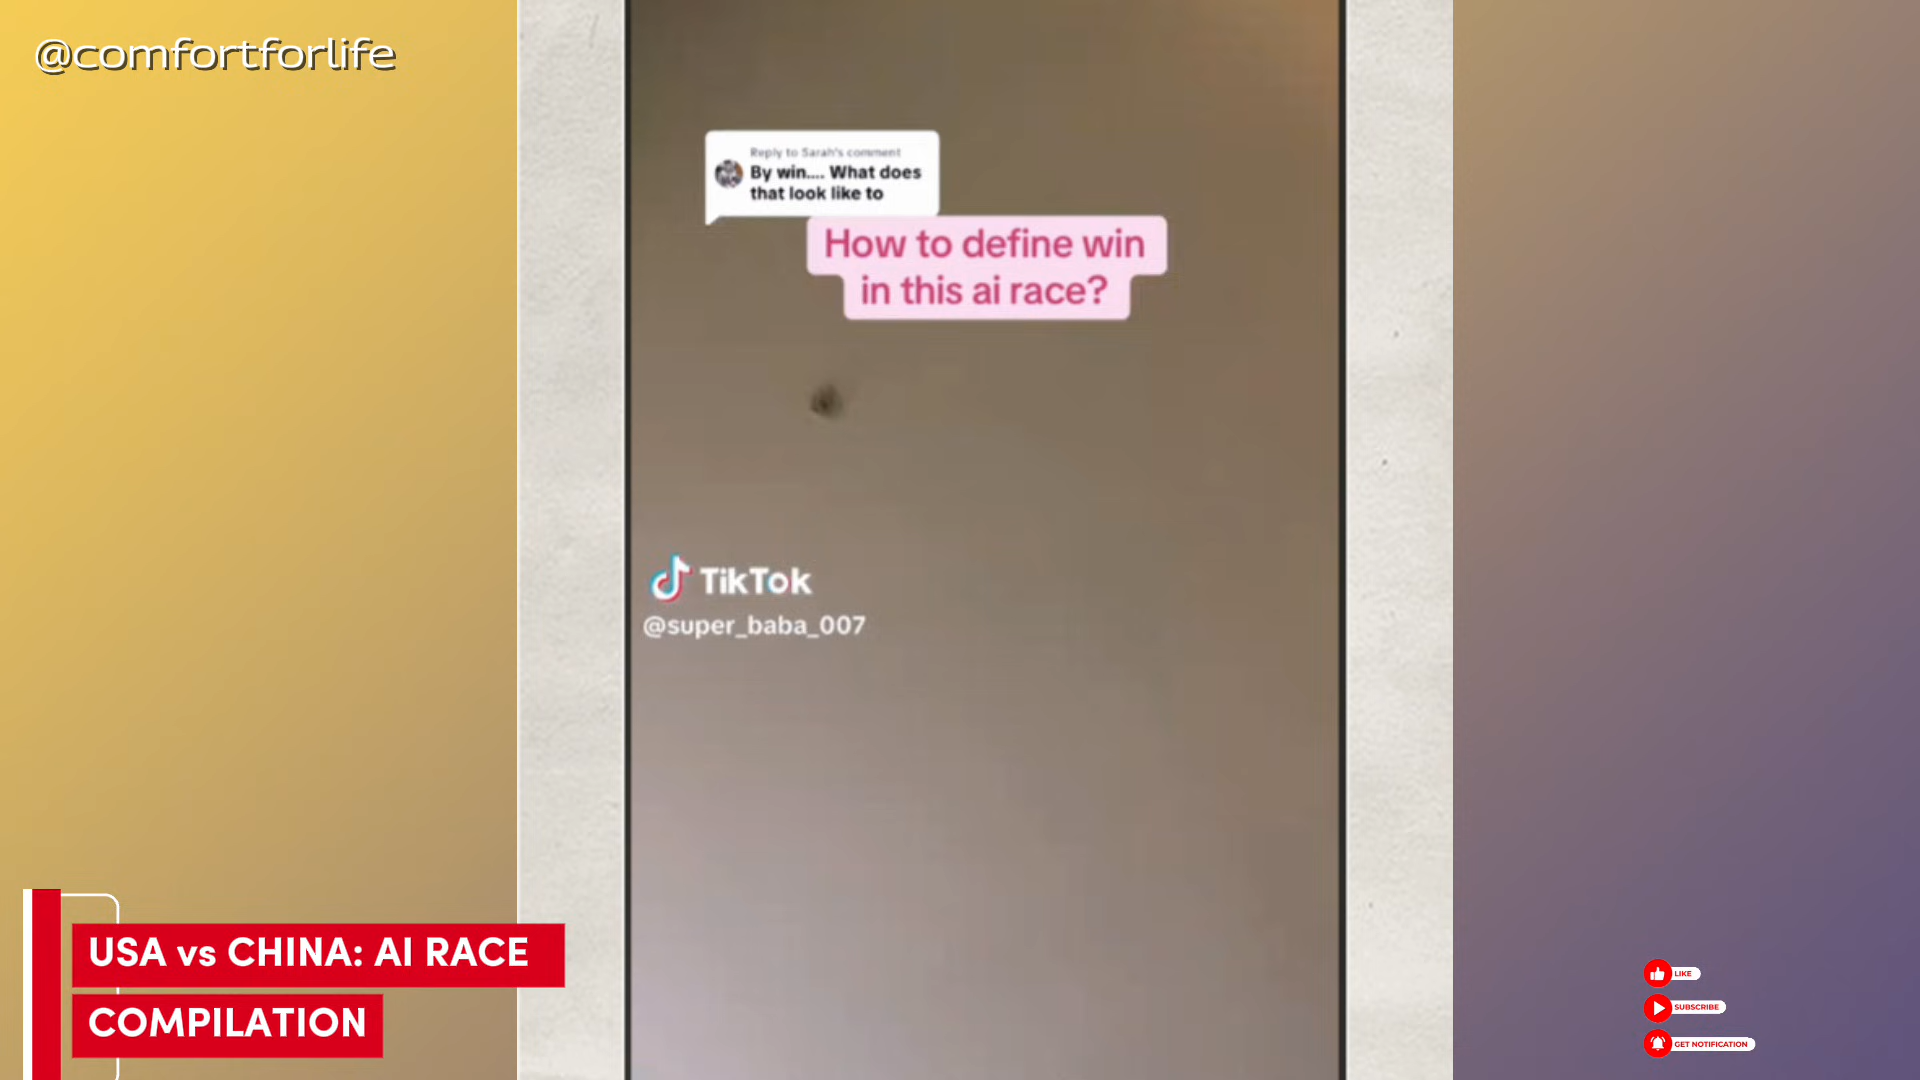 @comfortforlife
Reply to Sarah's comment
By win.... What does
that look like to
How to define win
in this ai race?
TikTok
@super_baba_007
USA vs CHINA: AI RACE
COMPILATION
LIKE
SUBSCRIBE
GET NOTIFICATION